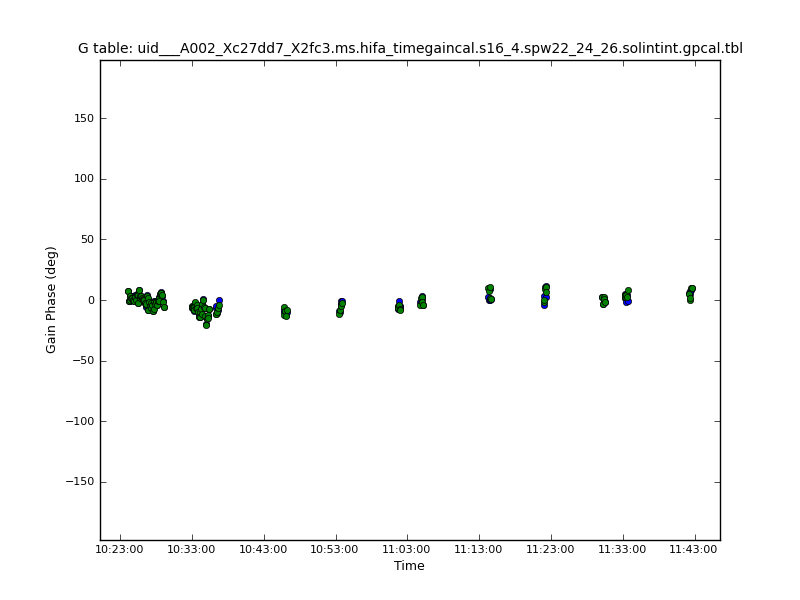 G table: uid___A002_Xc27dd7_X2fc3.ms.hifa_timegaincal.s16_4.spw22_24_26.solintint.gpcal.tbl
150
100
50
0
−50
−100
−150
Gain Phase (deg)
10:23:00 10:33:00 10:43:00 10:53:00 11:03:00 11:13:00 11:23:00 11:33:00 11:43:00
Time